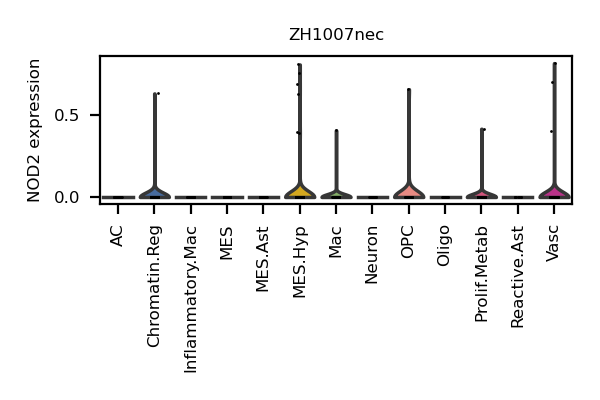 ZH1007nec
NOD2 expression
0.5
0.0
AC
Chromatin.Reg
Inflammatory.Mac
MES
MES.Ast
MES.Hyp
Mac
Neuron
OPC
Oligo
Prolif.Metab
Reactive.Ast
Vasc